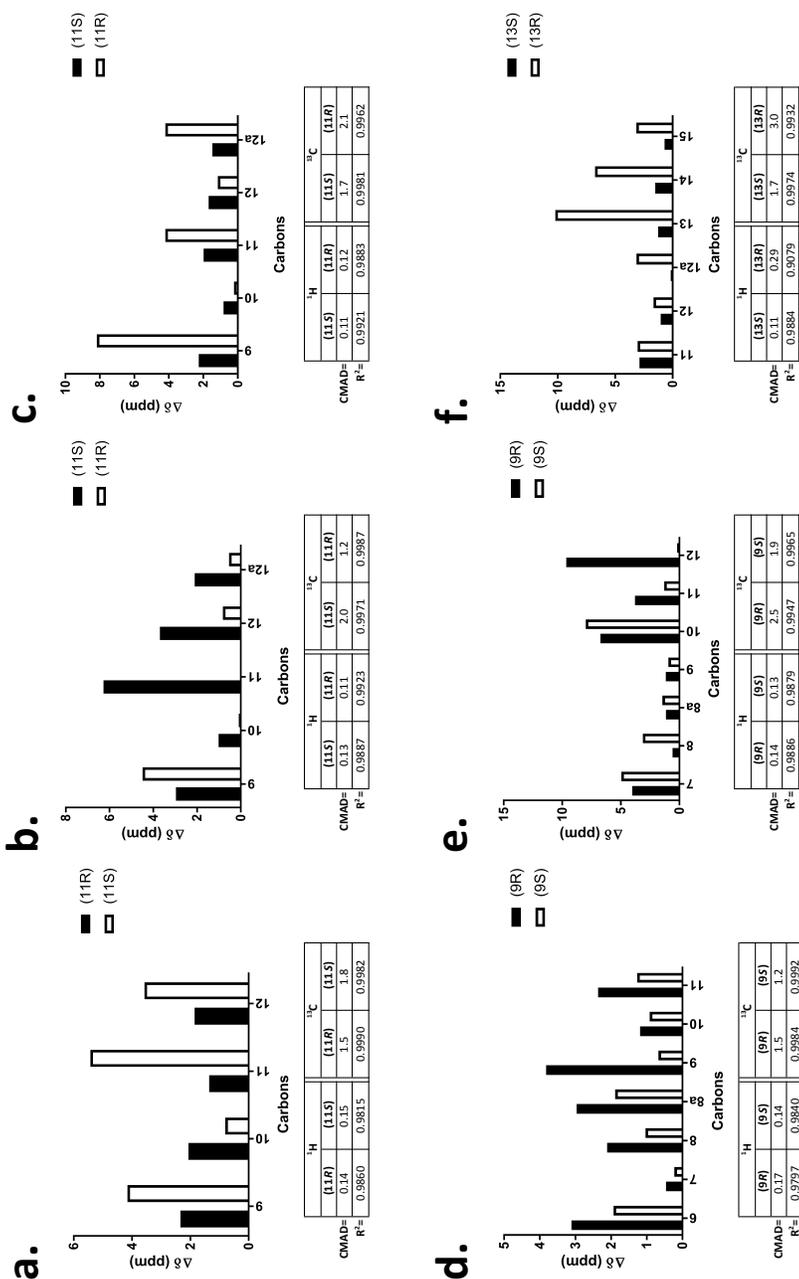 a.
6
4
2
0
Δδ (ppm)
9
10
11
12
Carbons
(11R)
(11S)
¹H
¹³C
(11R) (11S) (11R) (11S)
CMAD= 0.14 0.15 1.5 1.8
R²= 0.9860 0.9815 0.9990 0.9982
b.
8
6
4
2
0
Δδ (ppm)
9
10
11
12
12a
Carbons
(11S)
(11R)
¹H
¹³C
(11S) (11R) (11S) (11R)
CMAD= 0.13 0.11 2.0 1.2
R²= 0.9887 0.9923 0.9971 0.9987
c.
10
8
6
4
2
0
Δδ (ppm)
9
10
11
12
12a
Carbons
(11S)
(11R)
¹H
¹³C
(11S) (11R) (11S) (11R)
CMAD= 0.11 0.12 1.7 2.1
R²= 0.9921 0.9883 0.9981 0.9962
d.
5
4
3
2
1
0
Δδ (ppm)
6
7
8
8a
9
10
11
Carbons
(9R)
(9S)
¹H
¹³C
(9R) (9S) (9R) (9S)
CMAD= 0.17 0.14 1.5 1.2
R²= 0.9797 0.9840 0.9984 0.9992
e.
15
10
5
0
Δδ (ppm)
7
8
8a
9
10
11
12
Carbons
(9R)
(9S)
¹H
¹³C
(9R) (9S) (9R) (9S)
CMAD= 0.14 0.13 2.5 1.9
R²= 0.9886 0.9879 0.9947 0.9965
f.
15
10
5
0
Δδ (ppm)
11
12
12a
13
14
15
Carbons
(13S)
(13R)
¹H
¹³C
(13S) (13R) (13S) (13R)
CMAD= 0.11 0.29 1.7 3.0
R²= 0.9884 0.9079 0.9974 0.9932